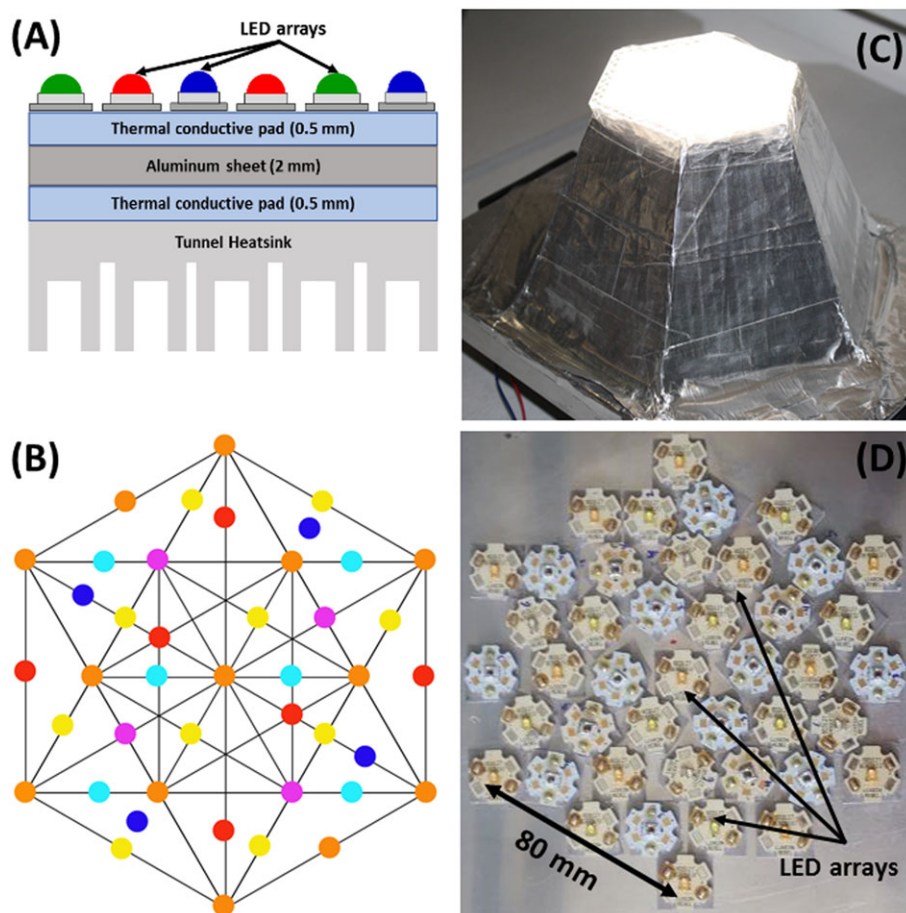 (A)
LED arrays
Thermal conductive pad (0.5 mm)
Aluminum sheet (2 mm)
Thermal conductive pad (0.5 mm)
Tunnel Heatsink
(C)
(B)
(D)
80 mm
LED arrays